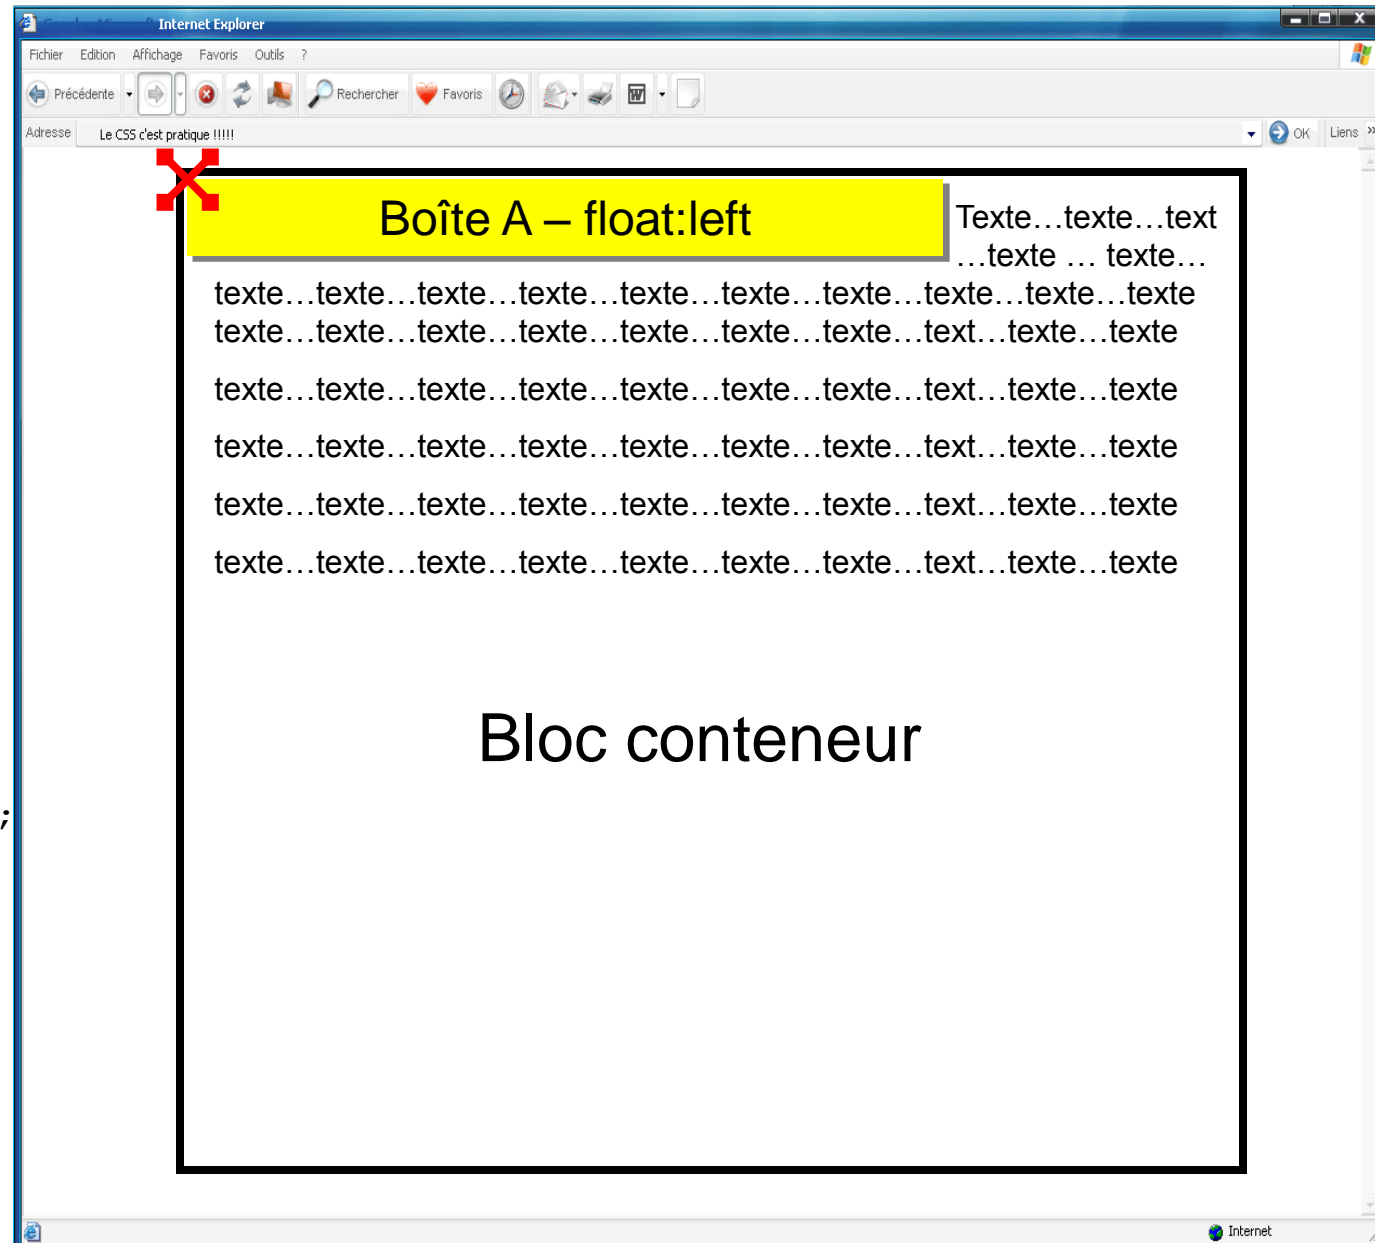 Internet Explorer
Fichier Edition Affichage Favoris Outils ?
Précédente Rechercher Favoris
Adresse Le CSS c'est pratique !!!!! OK Liens »
Boîte A – float:left
Texte…texte…text
…texte … texte…
texte…texte…texte…texte…texte…texte…texte…texte…texte…texte
texte…texte…texte…texte…texte…texte…texte…text…texte…texte
texte…texte…texte…texte…texte…texte…texte…text…texte…texte
texte…texte…texte…texte…texte…texte…texte…text…texte…texte
texte…texte…texte…texte…texte…texte…texte…text…texte…texte
texte…texte…texte…texte…texte…texte…texte…text…texte…texte
Bloc conteneur
;
Internet